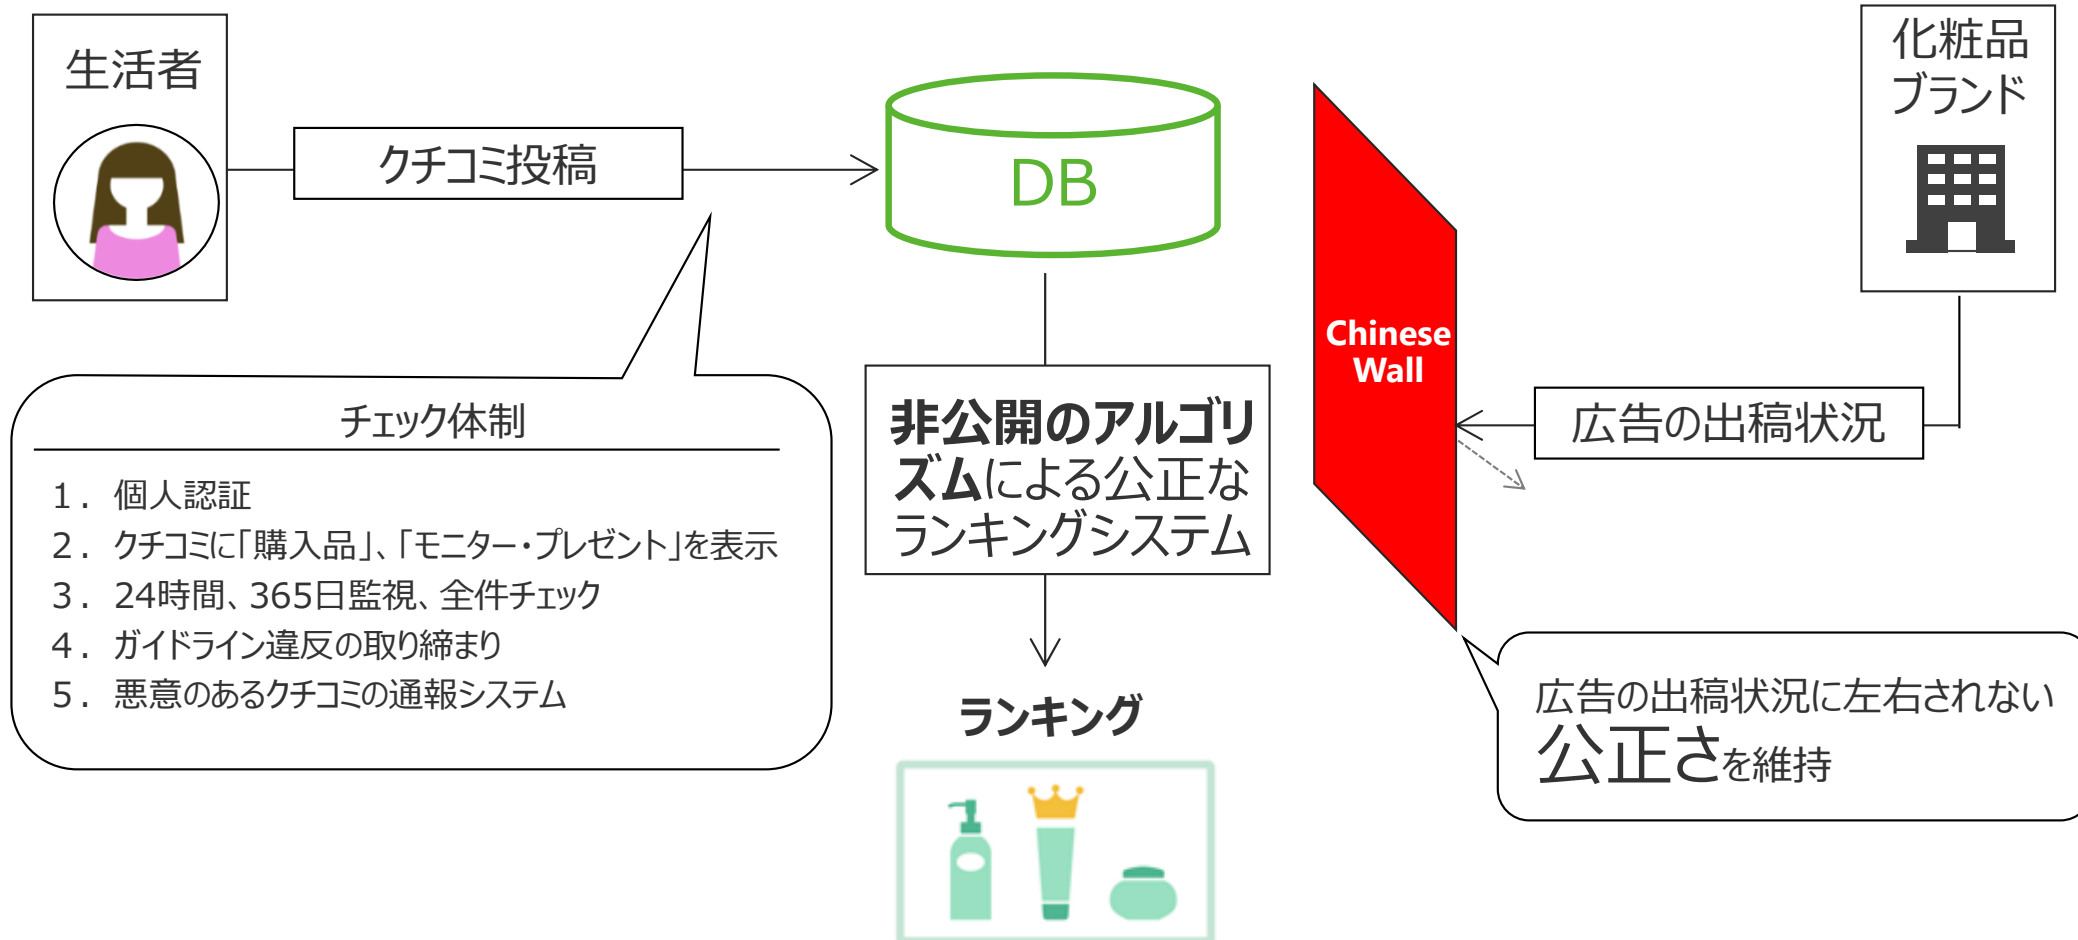 生活者
クチコミ投稿
DB
化粧品
ブランド
Chinese
Wall
広告の出稿状況
チェック体制
1. 個人認証
2. クチコミに「購入品」、「モニター・プレゼント」を表示
3. 24時間、365日監視、全件チェック
4. ガイドライン違反の取り締まり
5. 悪意のあるクチコミの通報システム
非公開のアルゴリ
ズムによる公正な
ランキングシステム
ランキング
広告の出稿状況に左右されない
公正さを維持